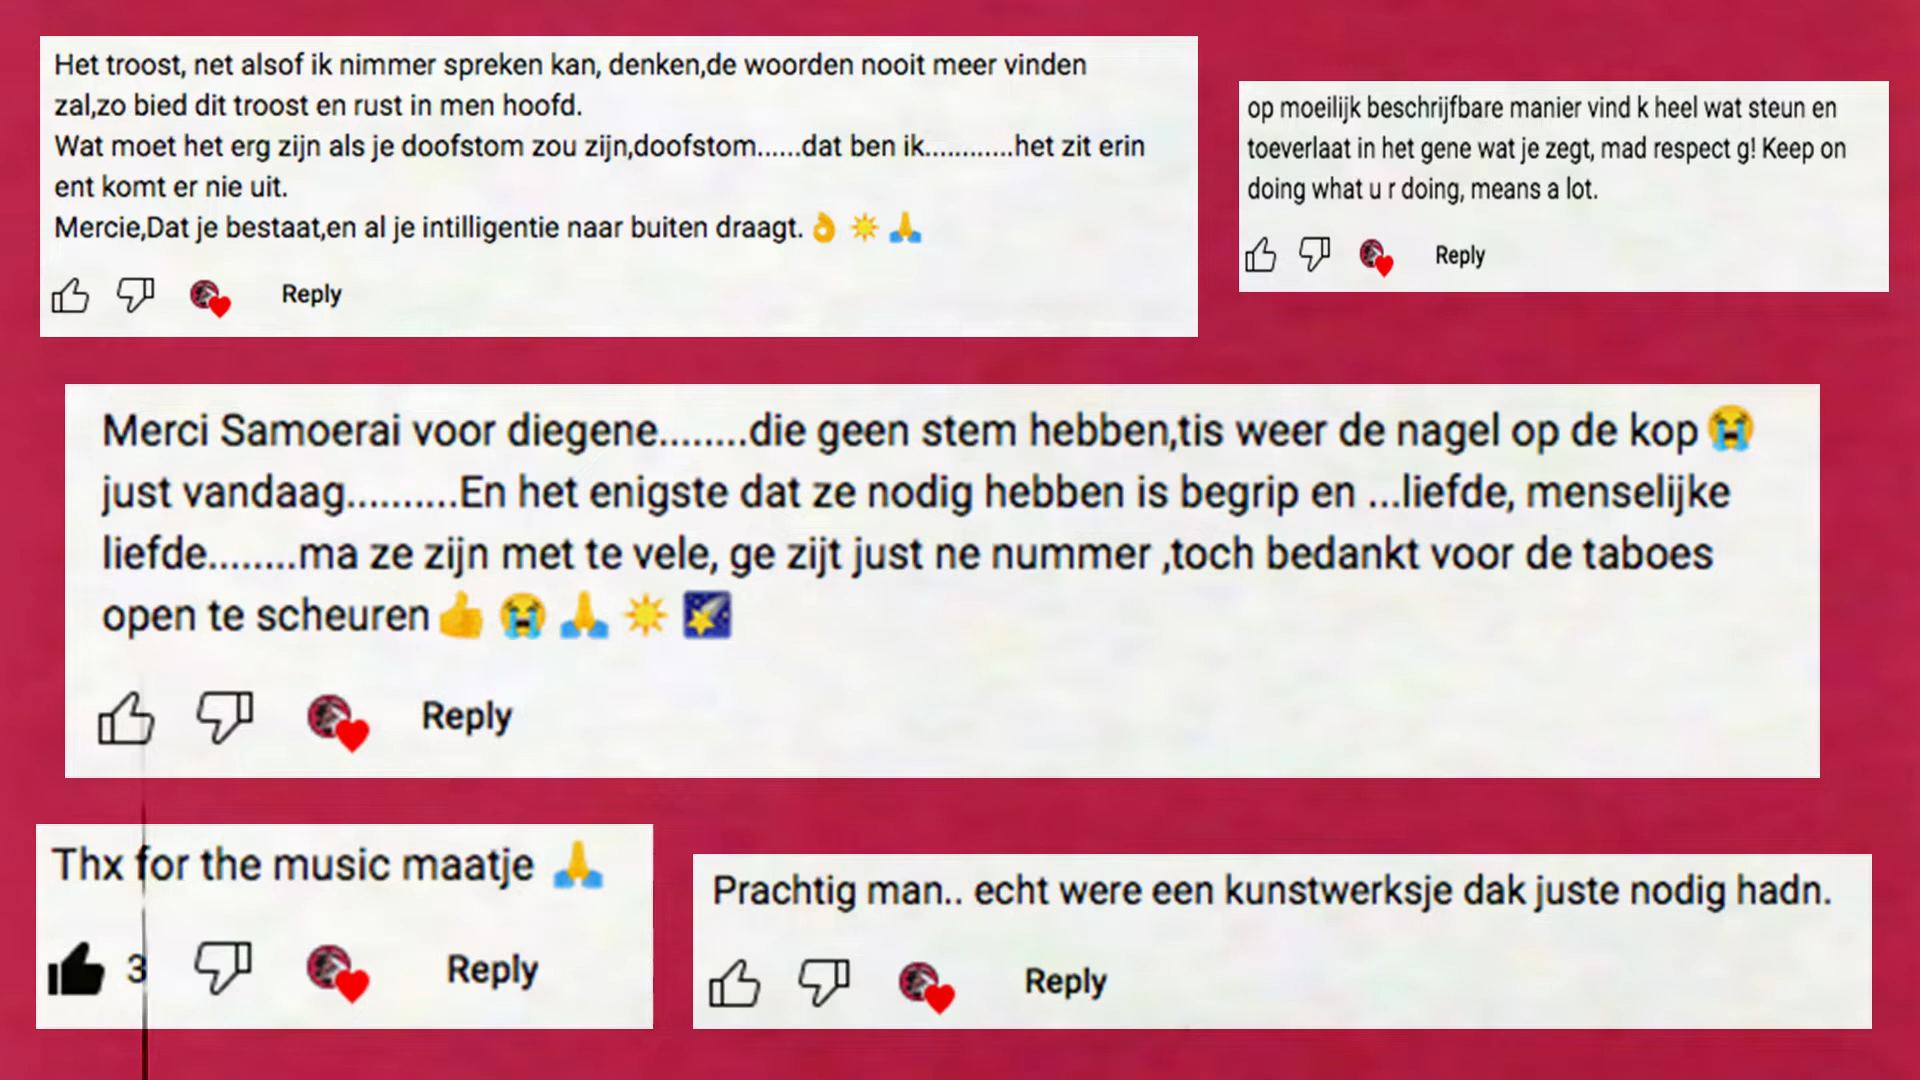 Het troost, net alsof ik nimmer spreken kan, denken,de woorden nooit meer vinden
zal,zo bied dit troost en rust in men hoofd.
Wat moet het erg zijn als je doofstom zou zijn,doofstom......dat ben ik............het zit erin
ent komt er nie uit.
Mercie,Dat je bestaat,en al je intilligentie naar buiten draagt. 👌 ☀️ 🙏
Reply
op moeilijk beschrijfbare manier vind k heel wat steun en
toeverlaat in het gene wat je zegt, mad respect g! Keep on
doing what u r doing, means a lot.
Reply
Merci Samoerai voor diegene........die geen stem hebben,tis weer de nagel op de kop 😭
just vandaag..........En het enigste dat ze nodig hebben is begrip en ...liefde, menselijke
liefde........ma ze zijn met te vele, ge zijt just ne nummer ,toch bedankt voor de taboes
open te scheuren 👍 😭 🙏 ☀️ 🌠
Reply
Thx for the music maatje 🙏
3 Reply
Prachtig man.. echt were een kunstwerksje dak juste nodig hadn.
Reply